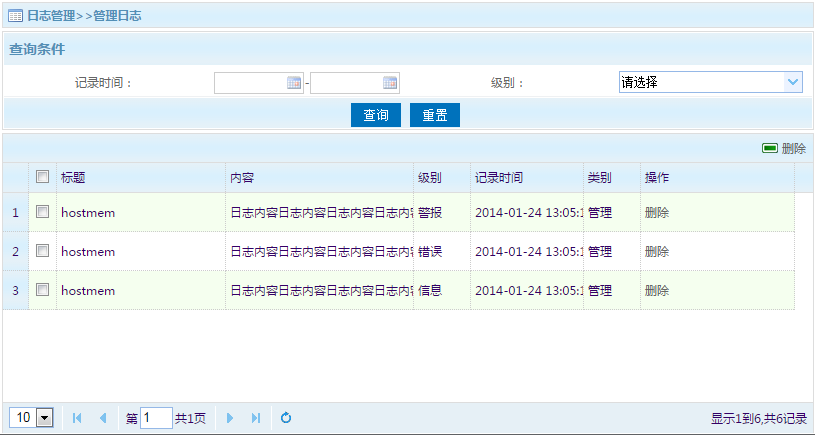 日志管理>>管理日志
查询条件
记录时间： - 级别： 请选择
查询 重置
删除
标题 内容 级别 记录时间 类别 操作
1 hostmem 日志内容日志内容日志内容日志内容 警报 2014-01-24 13:05:1 管理 删除
2 hostmem 日志内容日志内容日志内容日志内容 错误 2014-01-24 13:05:1 管理 删除
3 hostmem 日志内容日志内容日志内容日志内容 信息 2014-01-24 13:05:1 管理 删除
10 第 1 共1页 显示1到6,共6记录